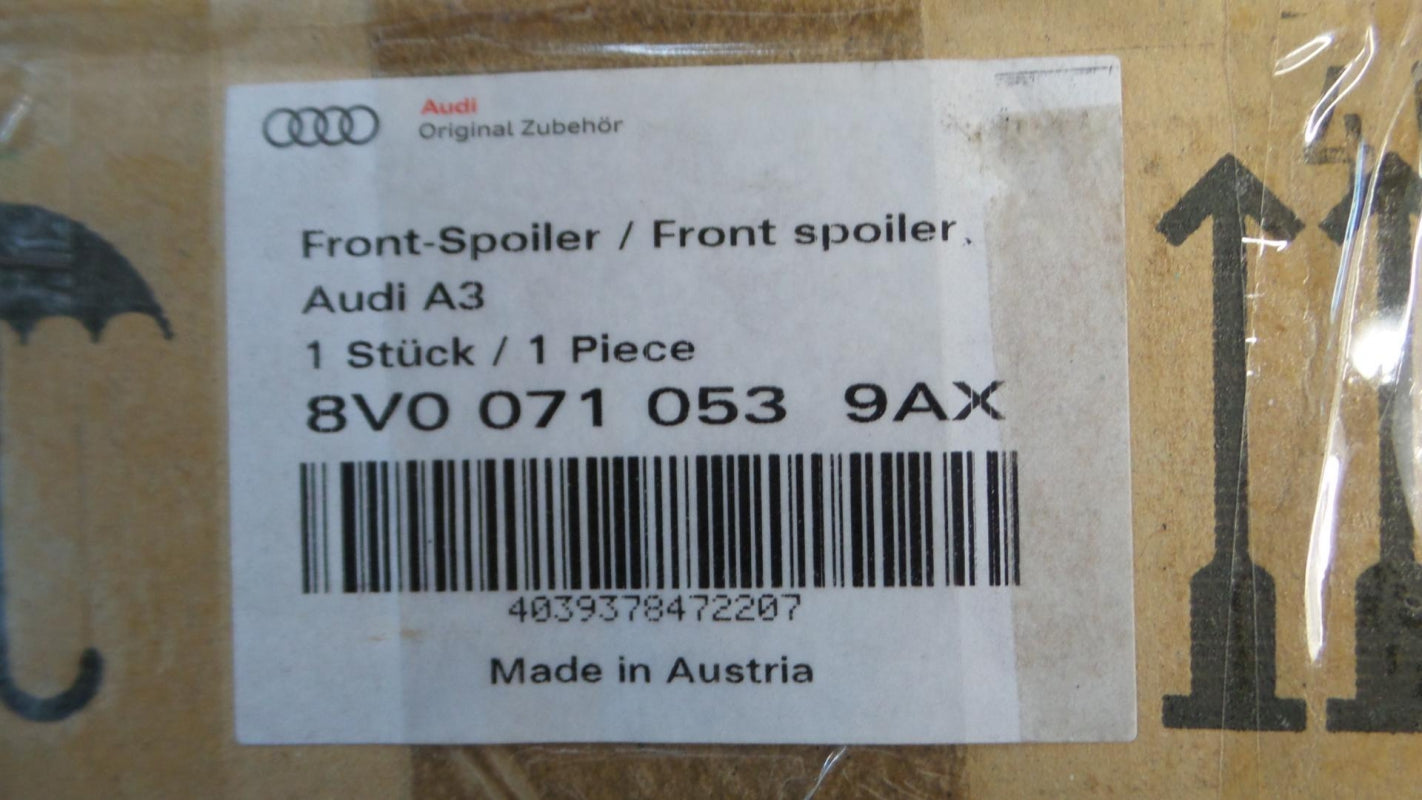 Audi
Original Zubehör
Front-Spoiler / Front spoiler,
Audi A3
1 Stück / 1 Piece
8V0 071 053 9AX
4039378472207
Made in Austria